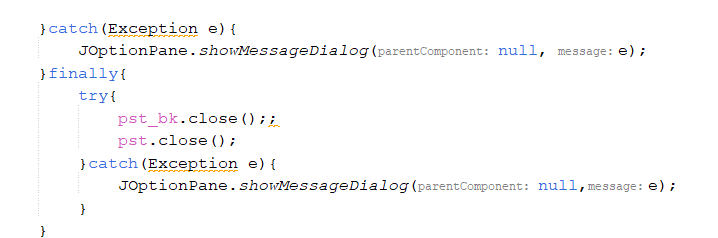 }catch(Exception e){
JOptionPane.showMessageDialog(parentComponent: null, message: e);
}finally{
try{
pst_bk.close();;
pst.close();
}catch(Exception e){
JOptionPane.showMessageDialog(parentComponent: null,message: e);
}
}